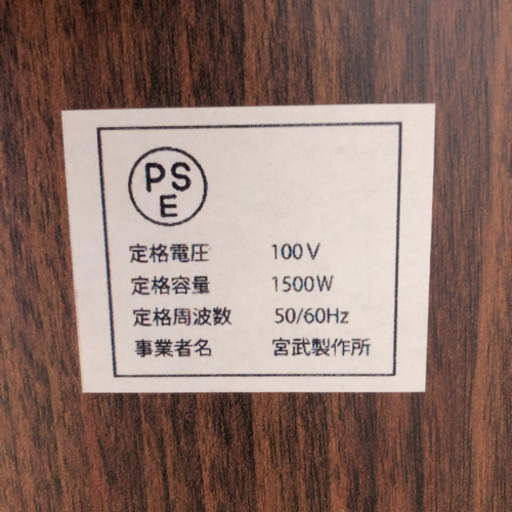 PS
E
定格電圧 100V
定格容量 1500W
定格周波数 50/60Hz
事業者名 宮武製作所